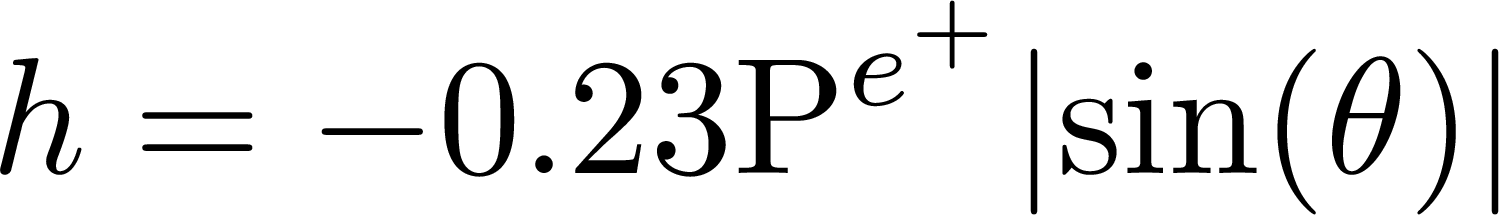 h = −0.23P^{e^{+}} |sin(θ)|